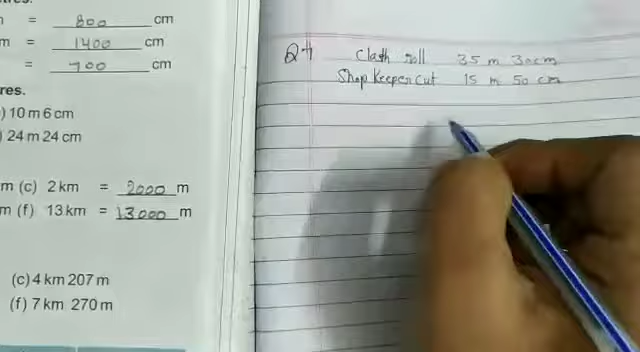 = 800 cm
m = 1400 cm
= 700 cm
res.
) 10 m 6 cm
) 24 m 24 cm
m (c) 2 km = 2000 m
m (f) 13 km = 13000 m
(c) 4 km 207 m
(f) 7 km 270 m
Q4 Cloth roll 35 m 30 cm
Shop keeper cut 15 m 50 cm